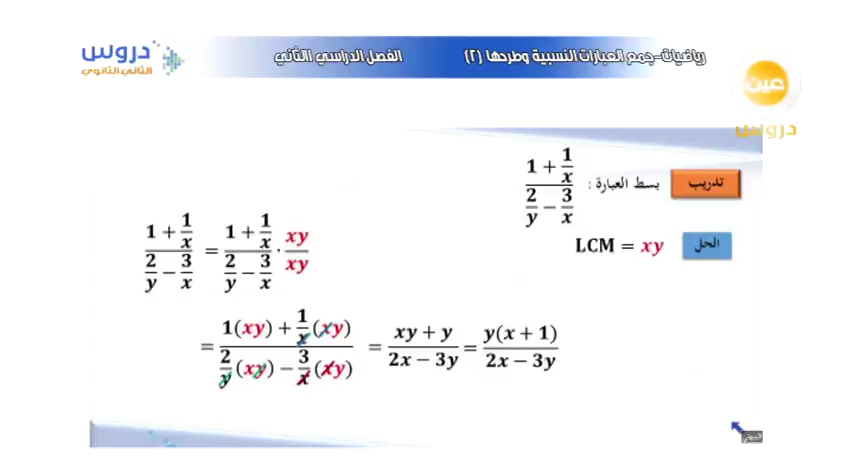 دروس
الثاني الثانوي
رياضيات-جمع العبارات النسبية وطردها (٢) الفصل الدراسي الثاني
عين
دروس
تدريب بسط العبارة : (1 + 1/x) / (2/y − 3/x)
الحل LCM = xy
(1 + 1/x) / (2/y − 3/x) = (1 + 1/x) / (2/y − 3/x) · xy/xy
= (1(xy) + 1/x (xy)) / (2/y (xy) − 3/x (xy)) = (xy + y) / (2x − 3y) = y(x + 1) / (2x − 3y)